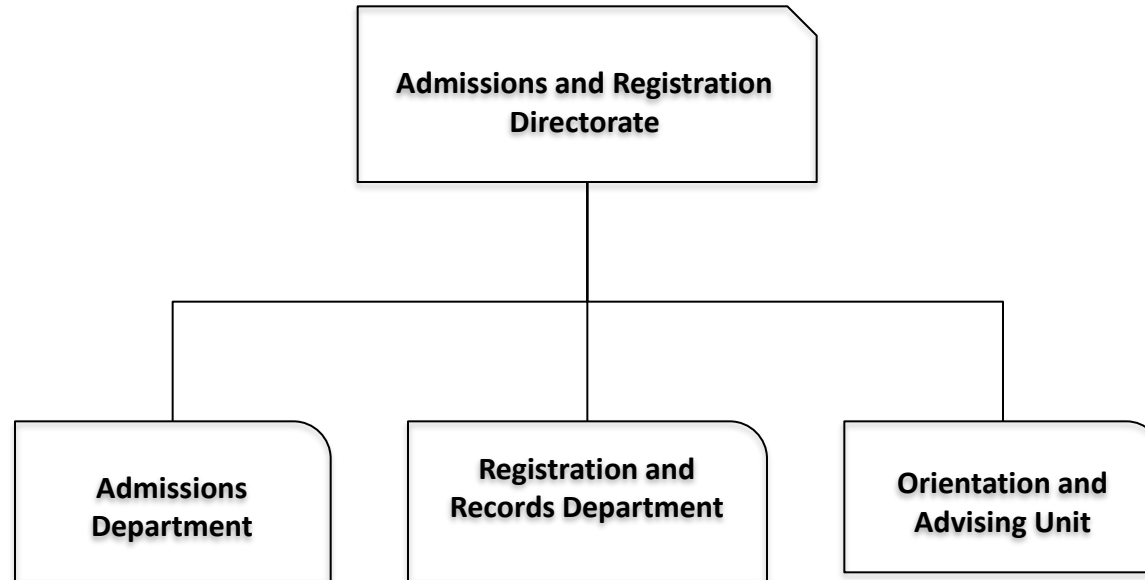 Admissions and Registration
Directorate
Admissions
Department
Registration and
Records Department
Orientation and
Advising Unit